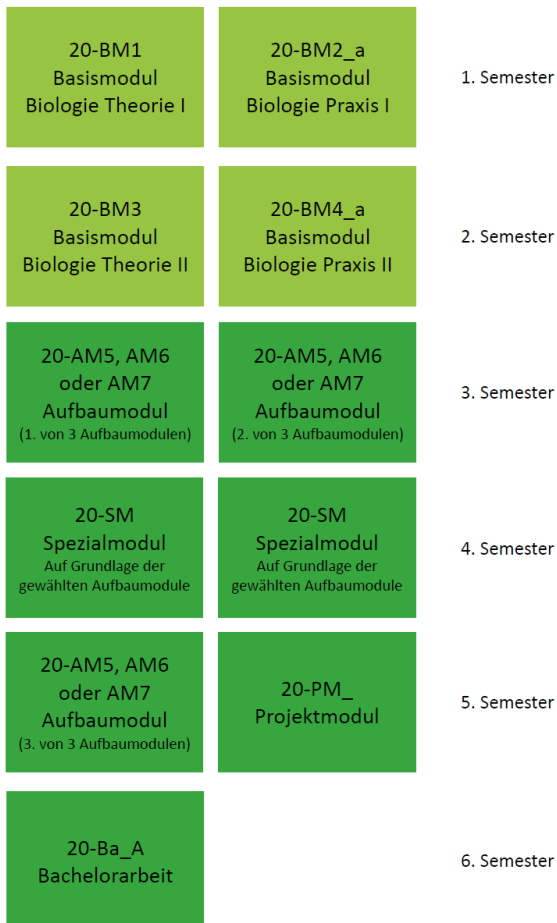 20-BM1
Basismodul
Biologie Theorie I
20-BM2_a
Basismodul
Biologie Praxis I
1. Semester
20-BM3
Basismodul
Biologie Theorie II
20-BM4_a
Basismodul
Biologie Praxis II
2. Semester
20-AM5, AM6
oder AM7
Aufbaumodul
(1. von 3 Aufbaumodulen)
20-AM5, AM6
oder AM7
Aufbaumodul
(2. von 3 Aufbaumodulen)
3. Semester
20-SM
Spezialmodul
Auf Grundlage der
gewählten Aufbaumodule
20-SM
Spezialmodul
Auf Grundlage der
gewählten Aufbaumodule
4. Semester
20-AM5, AM6
oder AM7
Aufbaumodul
(3. von 3 Aufbaumodulen)
20-PM_
Projektmodul
5. Semester
20-Ba_A
Bachelorarbeit
6. Semester